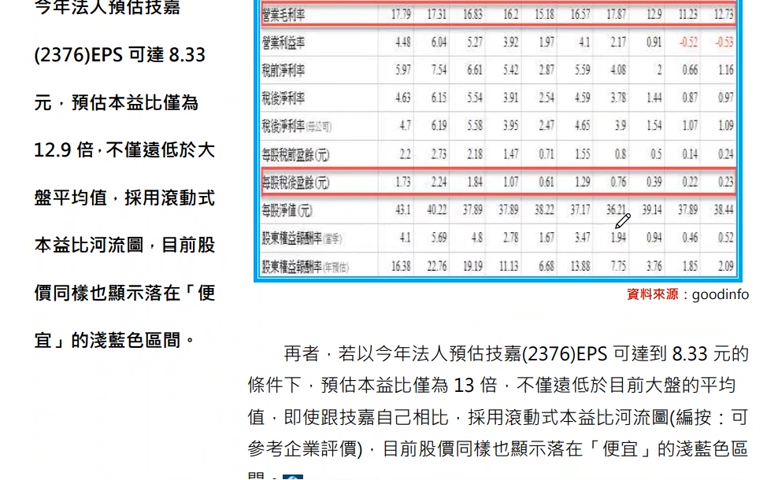 今年法人預估技嘉
(2376)EPS 可達 8.33
元，預估本益比僅為
12.9 倍，不僅遠低於大
盤平均值，採用滾動式
本益比河流圖，目前股
價同樣也顯示落在「便
宜」的淺藍色區間。
營業毛利率 17.79 17.31 16.83 16.2 15.18 16.57 17.87 12.9 11.23 12.73
營業利益率 4.48 6.04 5.27 3.92 1.97 4.1 2.17 0.91 -0.52 -0.53
稅前淨利率 5.97 7.54 6.61 5.42 2.87 5.59 4.08 2 0.66 1.16
稅後淨利率 4.63 6.15 5.54 3.91 2.54 4.59 3.78 1.44 0.87 0.97
稅後淨利率(母公司) 4.7 6.19 5.58 3.95 2.47 4.65 3.9 1.54 1.07 1.09
每股稅前盈餘(元) 2.2 2.73 2.18 1.47 0.71 1.55 0.8 0.5 0.14 0.24
每股稅後盈餘(元) 1.73 2.24 1.84 1.07 0.61 1.29 0.76 0.39 0.22 0.23
每股淨值(元) 43.1 40.22 37.89 37.89 38.22 37.17 36.21 39.14 37.89 38.44
股東權益報酬率(當季) 4.1 5.69 4.8 2.78 1.67 3.47 1.94 0.94 0.46 0.52
股東權益報酬率(年預估) 16.38 22.76 19.19 11.13 6.68 13.88 7.75 3.76 1.85 2.09
資料來源：goodinfo
再者，若以今年法人預估技嘉(2376)EPS 可達到 8.33 元的
條件下，預估本益比僅為 13 倍，不僅遠低於目前大盤的平均
值，即使跟技嘉自己相比，採用滾動式本益比河流圖(編按：可
參考企業評價)，目前股價同樣也顯示落在「便宜」的淺藍色區
間。